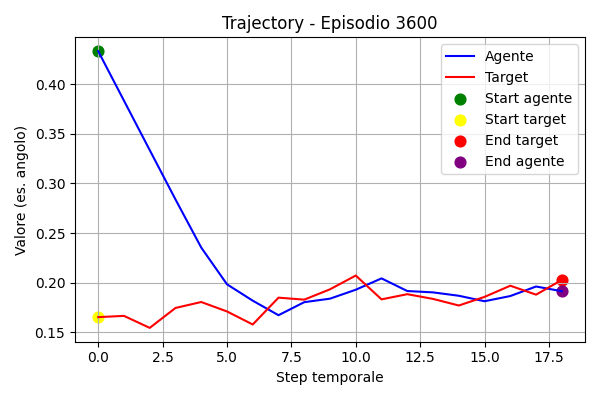 Trajectory - Episodio 3600
Valore (es. angolo)
0.40
0.35
0.30
0.25
0.20
0.15
Agente
Target
Start agente
Start target
End target
End agente
0.0 2.5 5.0 7.5 10.0 12.5 15.0 17.5
Step temporale